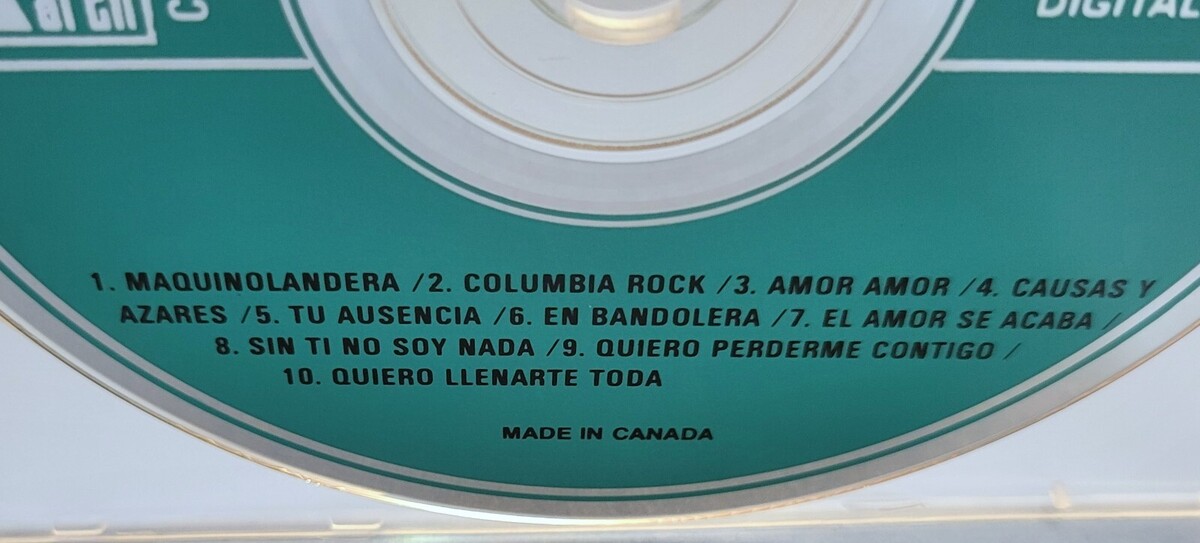 DIGITAL
1. MAQUINOLANDERA /2. COLUMBIA ROCK /3. AMOR AMOR /4. CAUSAS Y
AZARES /5. TU AUSENCIA /6. EN BANDOLERA /7. EL AMOR SE ACABA /
8. SIN TI NO SOY NADA /9. QUIERO PERDERME CONTIGO /
10. QUIERO LLENARTE TODA
MADE IN CANADA